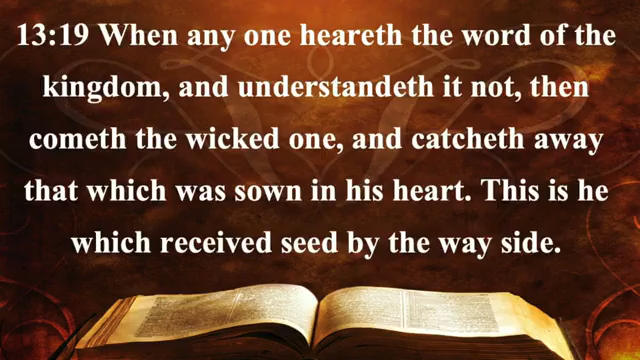 13:19 When any one heareth the word of the
kingdom, and understandeth it not, then
cometh the wicked one, and catcheth away
that which was sown in his heart. This is he
which received seed by the way side.